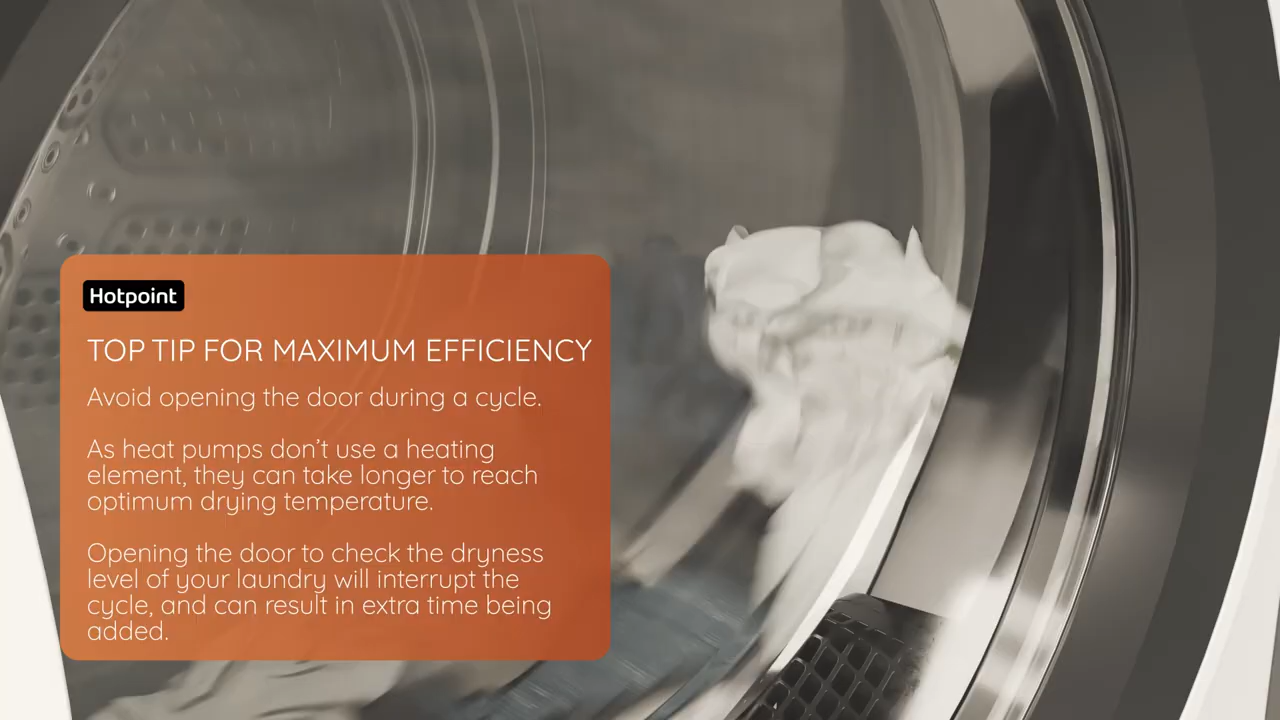 Hotpoint
TOP TIP FOR MAXIMUM EFFICIENCY
Avoid opening the door during a cycle.
As heat pumps don’t use a heating
element, they can take longer to reach
optimum drying temperature.
Opening the door to check the dryness
level of your laundry will interrupt the
cycle, and can result in extra time being
added.